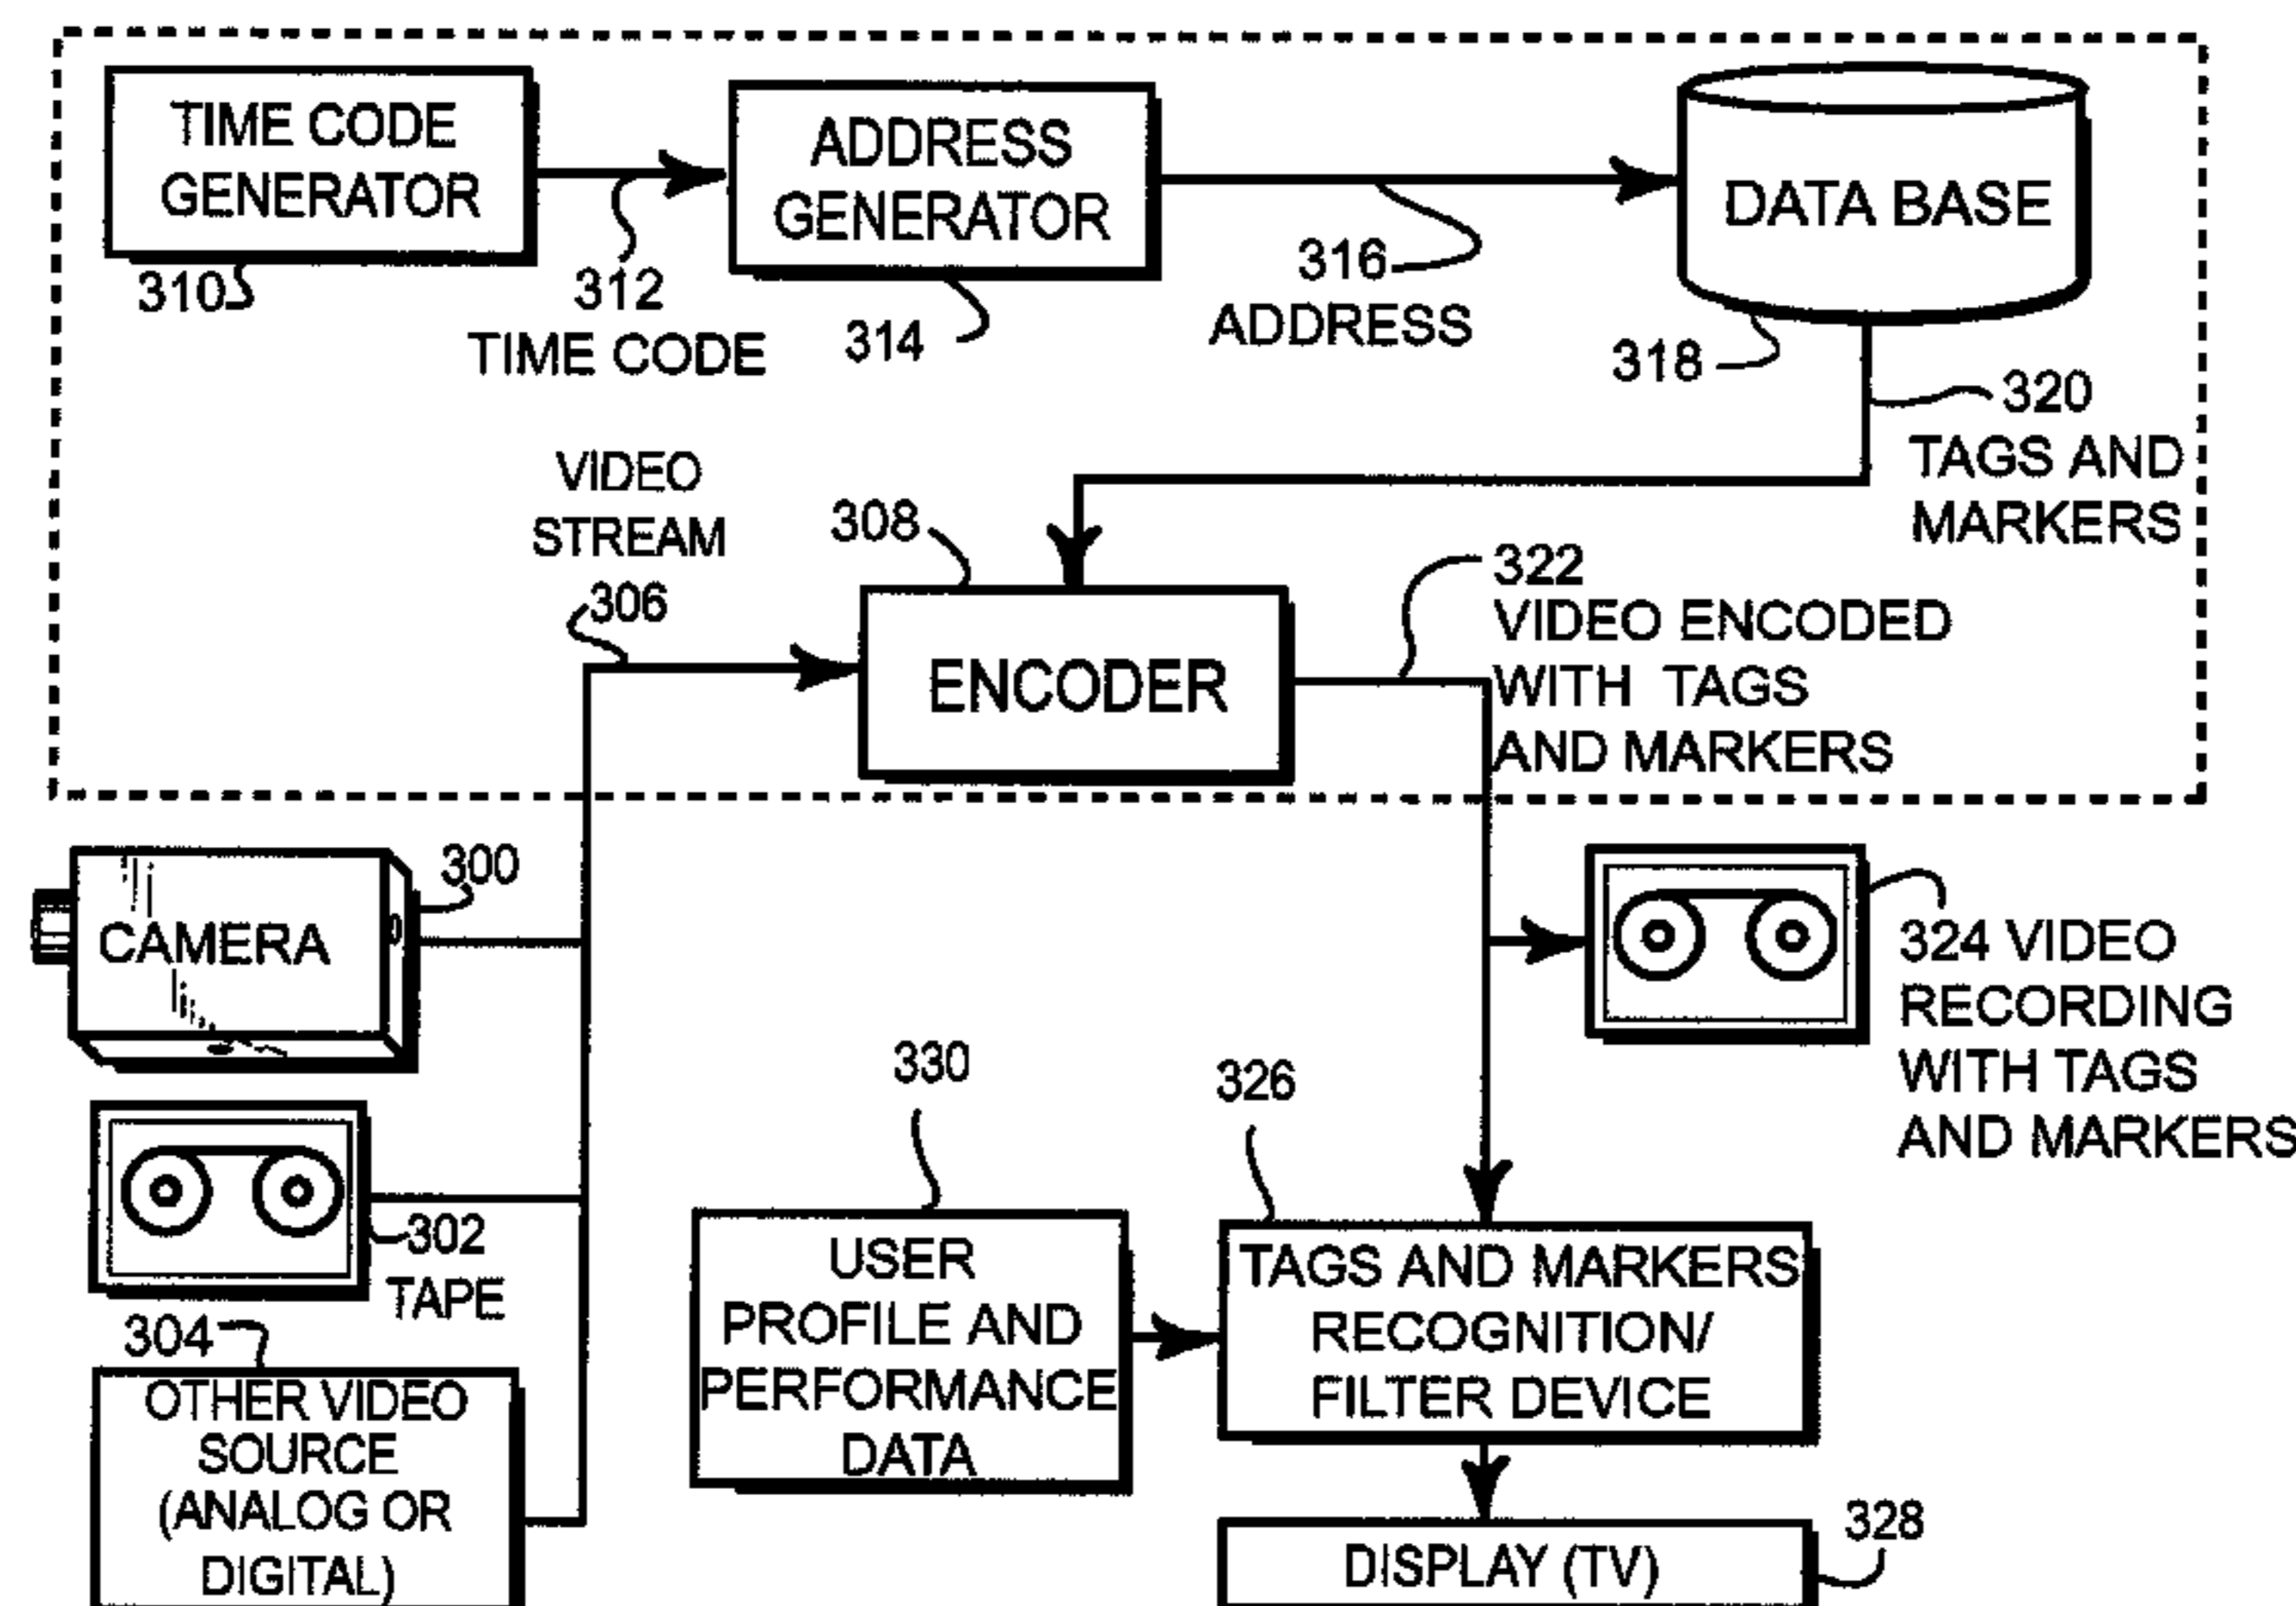 TIME CODE
GENERATOR
310
312
TIME CODE
ADDRESS
GENERATOR
314
316
ADDRESS
DATA BASE
318
320
TAGS AND
MARKERS
VIDEO
STREAM
306
308
ENCODER
322
VIDEO ENCODED
WITH TAGS
AND MARKERS
300
CAMERA
302
TAPE
304
OTHER VIDEO
SOURCE
(ANALOG OR
DIGITAL)
324 VIDEO
RECORDING
WITH TAGS
AND MARKERS
330
USER
PROFILE AND
PERFORMANCE
DATA
326
TAGS AND MARKERS
RECOGNITION/
FILTER DEVICE
DISPLAY (TV)
328